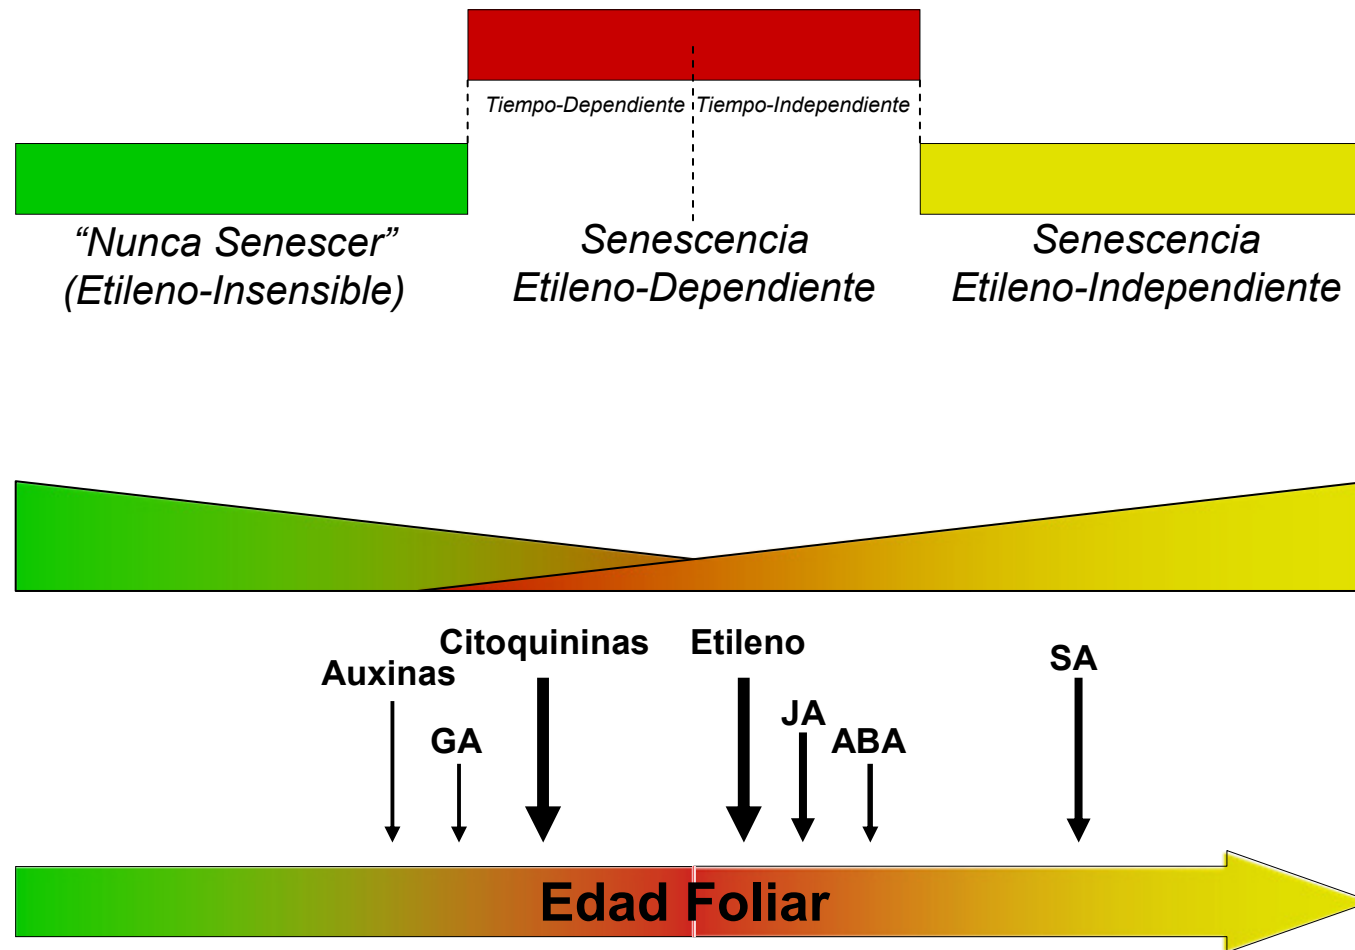 Tiempo-Dependiente
Tiempo-Independiente
“Nunca Senescer”
(Etileno-Insensible)
Senescencia
Etileno-Dependiente
Senescencia
Etileno-Independiente
Auxinas
GA
Citoquininas
Etileno
JA
ABA
SA
Edad Foliar